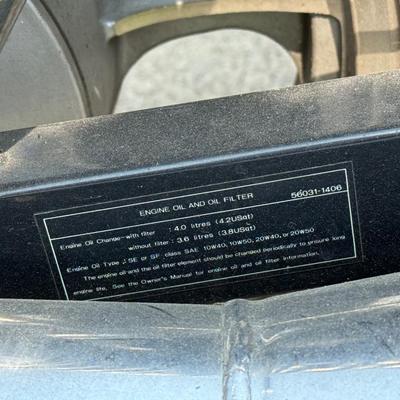 ENGINE OIL AND OIL FILTER 56031-1406
Engine Oil Change-with filter : 4.0 litres (4.2USqt)
without filter : 3.6 litres (3.8USqt)
Engine Oil Type : SE or SF class SAE 10W40, 10W50, 20W40, or 20W50
The engine oil and the oil filter element should be changed periodically to ensure long
engine life. See the Owner's Manual for engine oil and oil filter information.